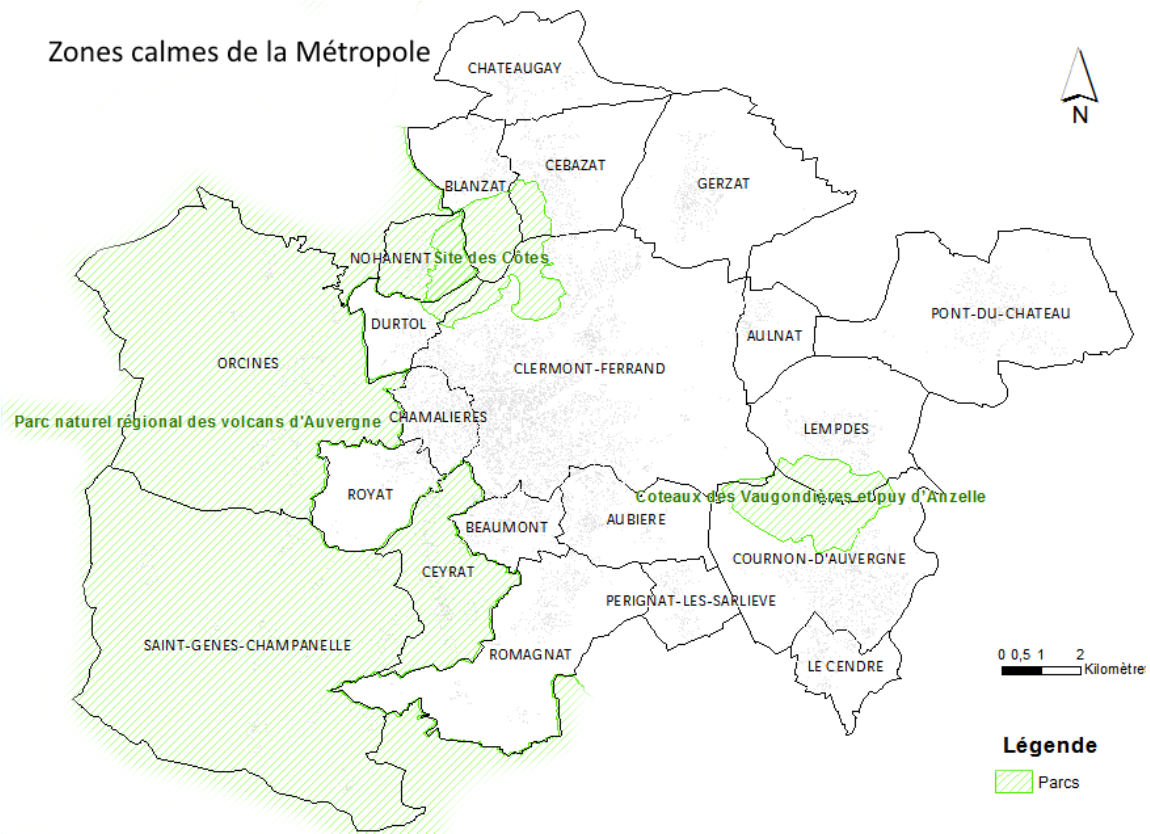 Zones calmes de la Métropole
CHATEAUGAY
N
CEBAZAT
BLANZAT
GERZAT
NOHANENT
Site des Côtes
PONT-DU-CHATEAU
DURTOL
AULNAT
ORCINES
CLERMONT-FERRAND
Parc naturel régional des volcans d'Auvergne
CHAMALIERES
LEMPDES
ROYAT
Coteaux des Vaugondières et puy d'Anzelle
BEAUMONT
AUBIERE
COURNON-D'AUVERGNE
CEYRAT
PERIGNAT-LES-SARLIEVE
SAINT-GENES-CHAMPANELLE
ROMAGNAT
LE CENDRE
0 0,5 1 2
Kilomètre
Légende
Parcs